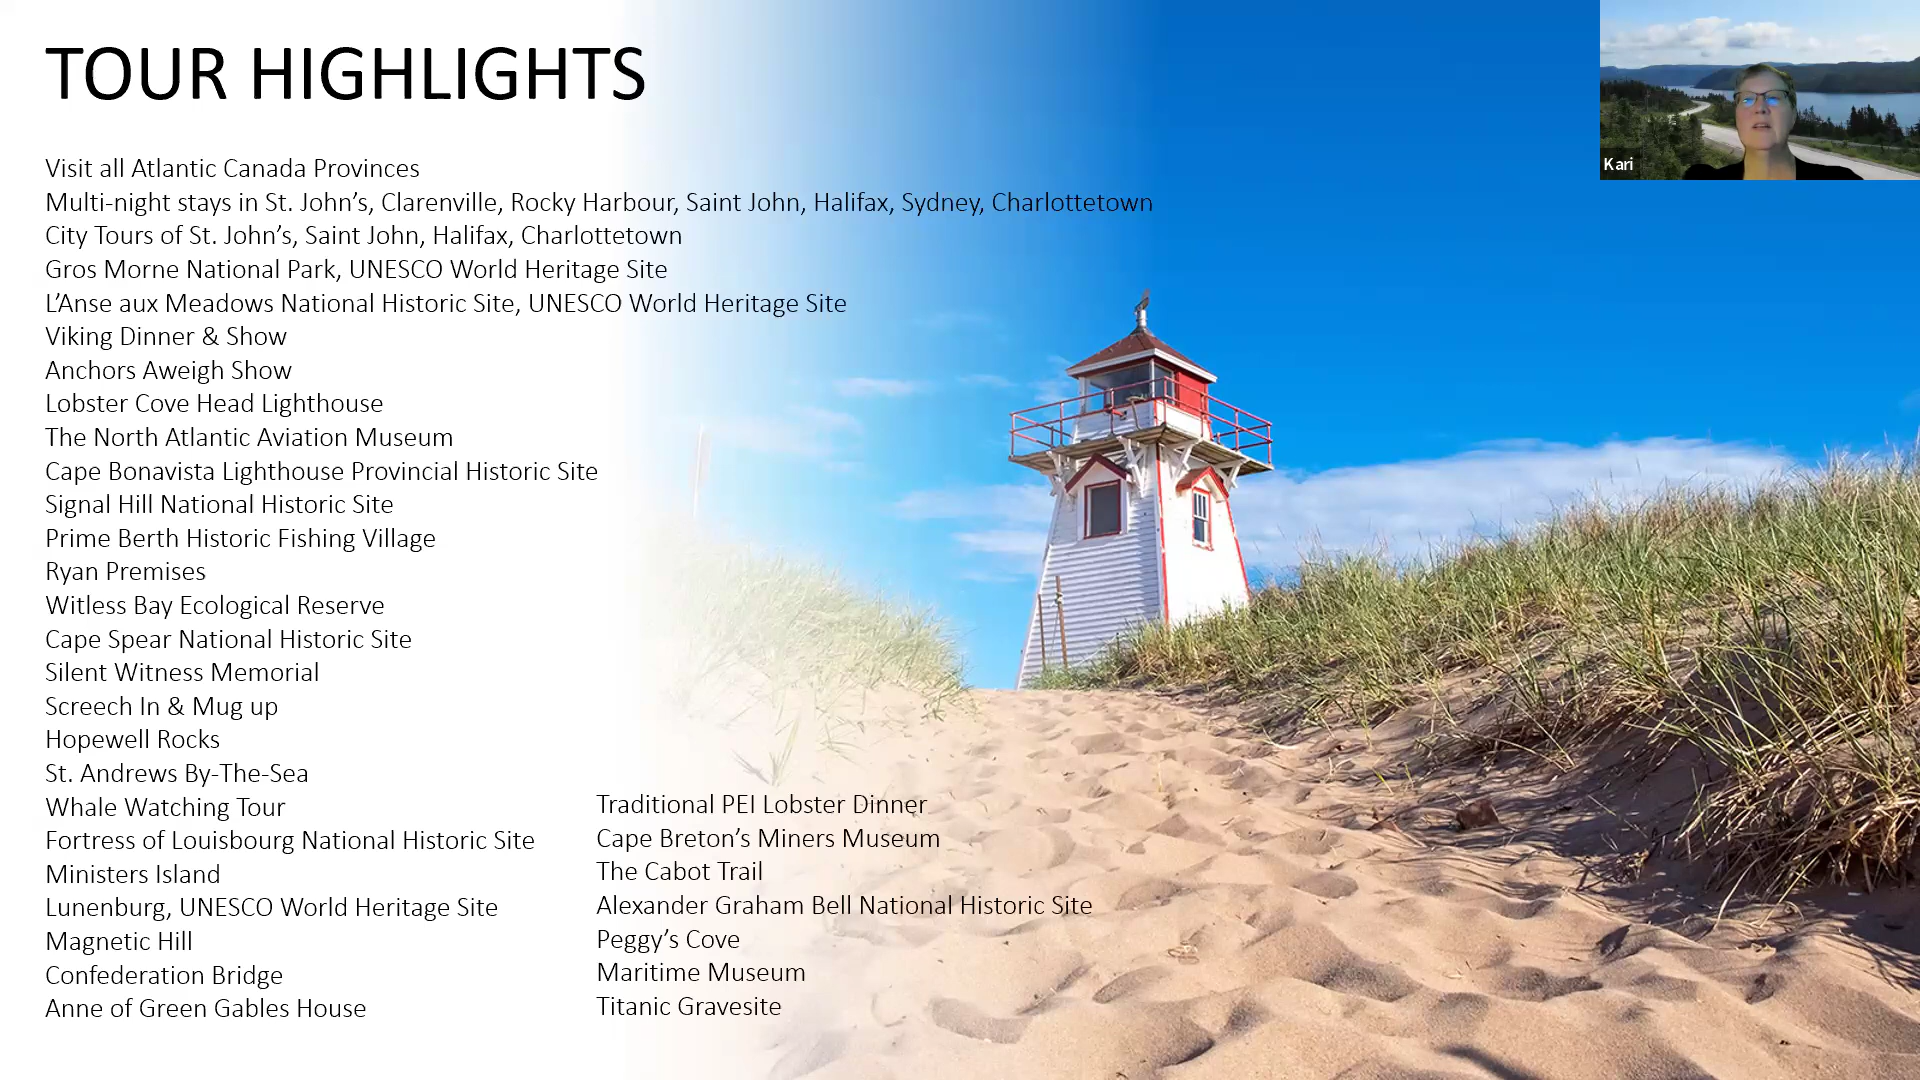 TOUR HIGHLIGHTS
Visit all Atlantic Canada Provinces
Multi-night stays in St. John’s, Clarenville, Rocky Harbour, Saint John, Halifax, Sydney, Charlottetown
City Tours of St. John’s, Saint John, Halifax, Charlottetown
Gros Morne National Park, UNESCO World Heritage Site
L’Anse aux Meadows National Historic Site, UNESCO World Heritage Site
Viking Dinner & Show
Anchors Aweigh Show
Lobster Cove Head Lighthouse
The North Atlantic Aviation Museum
Cape Bonavista Lighthouse Provincial Historic Site
Signal Hill National Historic Site
Prime Berth Historic Fishing Village
Ryan Premises
Witless Bay Ecological Reserve
Cape Spear National Historic Site
Silent Witness Memorial
Screech In & Mug up
Hopewell Rocks
St. Andrews By-The-Sea
Whale Watching Tour
Fortress of Louisbourg National Historic Site
Ministers Island
Lunenburg, UNESCO World Heritage Site
Magnetic Hill
Confederation Bridge
Anne of Green Gables House
Traditional PEI Lobster Dinner
Cape Breton’s Miners Museum
The Cabot Trail
Alexander Graham Bell National Historic Site
Peggy’s Cove
Maritime Museum
Titanic Gravesite
Kari